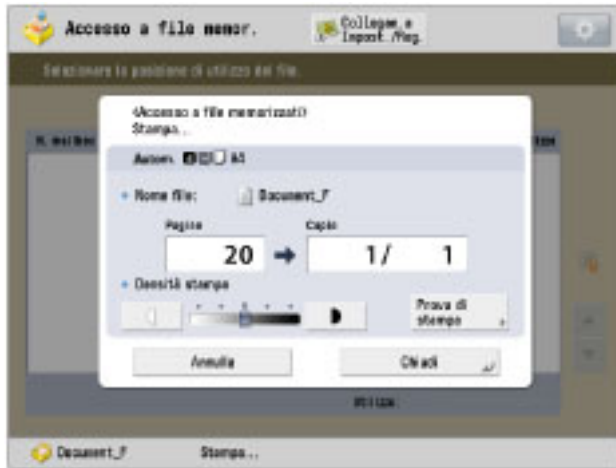 Accesso a file memor.
Collegam. e
Impost./Reg.
Selezionare la posizione di utilizzo dei file.
<Accesso a file memorizzati>
Stampa...
Autom. A4
Nome file: Document_F
Pagine Copie
20 1/ 1
Densità stampa
Prova di
stampa
Annulla Chiudi
Document_F Stampa...